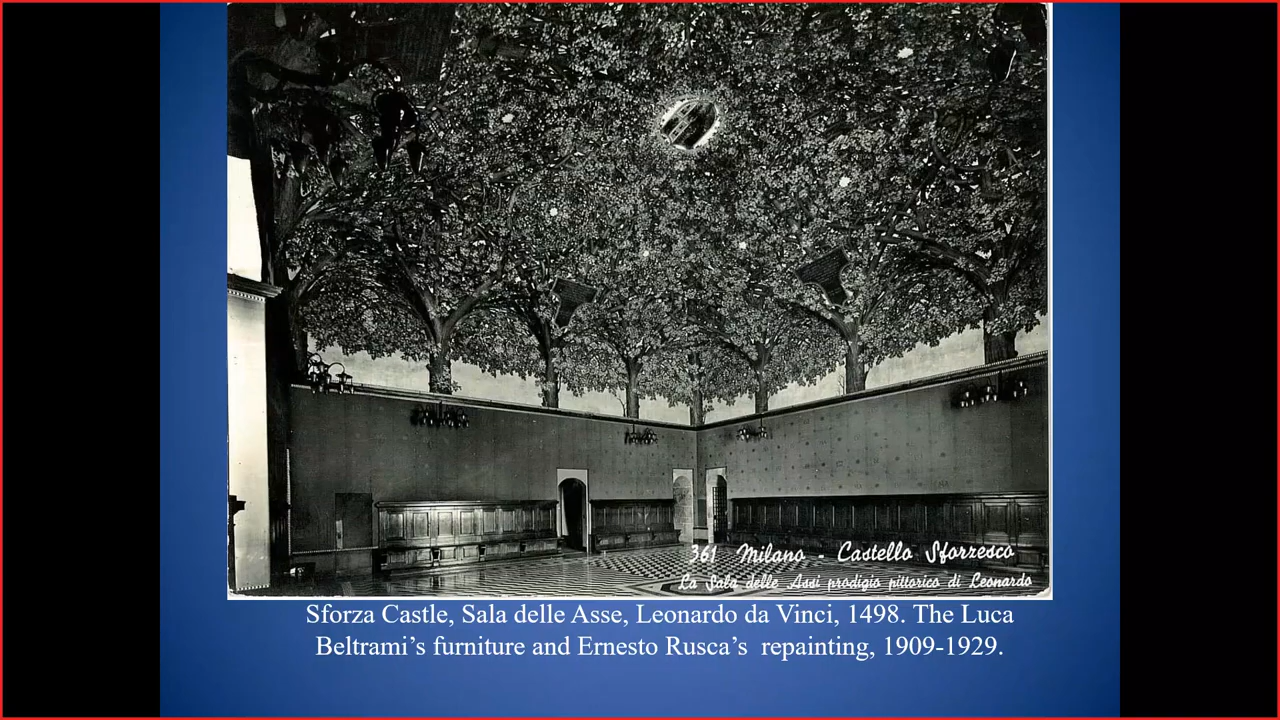 361 Milano - Castello Sforzesco
La Sala delle Assi prodigio pittorico di Leonardo
Sforza Castle, Sala delle Asse, Leonardo da Vinci, 1498. The Luca
Beltrami’s furniture and Ernesto Rusca’s  repainting, 1909-1929.